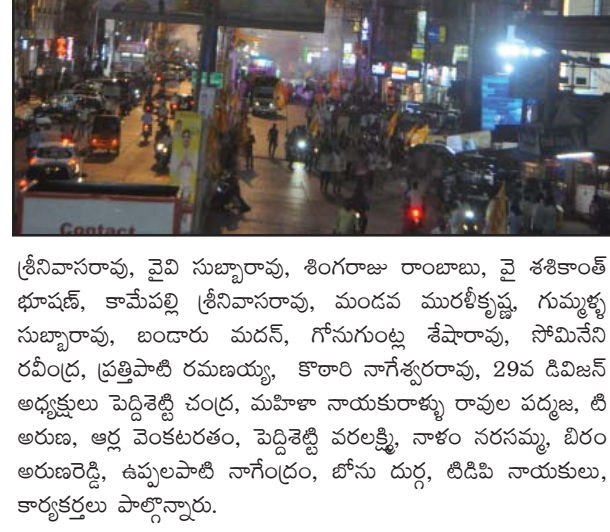 Contact
శ్రీనివాసరావు, వైవి సుబ్బారావు, శింగరాజు రాంబాబు, వై శశికాంత్
భూషణ్, కామేపల్లి శ్రీనివాసరావు, మండవ మురళీకృష్ణ, గుమ్మళ్ళ
సుబ్బారావు, బండారు మదన్, గోనుగుంట్ల శేషారావు, సోమినేని
రవీంద్ర, ప్రత్తిపాటి రమణయ్య, కొఠారి నాగేశ్వరరావు, 29వ డివిజన్
అధ్యక్షులు పెద్దిశెట్టి చంద్ర, మహిళా నాయకురాళ్ళు రావుల పద్మజ, టి
అరుణ, ఆర్ల వెంకటరతం, పెద్దిశెట్టి వరలక్ష్మి, నాళం నరసమ్మ, బిరం
అరుణరెడ్డి, ఉప్పలపాటి నాగేంద్రం, బోను దుర్గ, టిడిపి నాయకులు,
కార్యకర్తలు పాల్గొన్నారు.